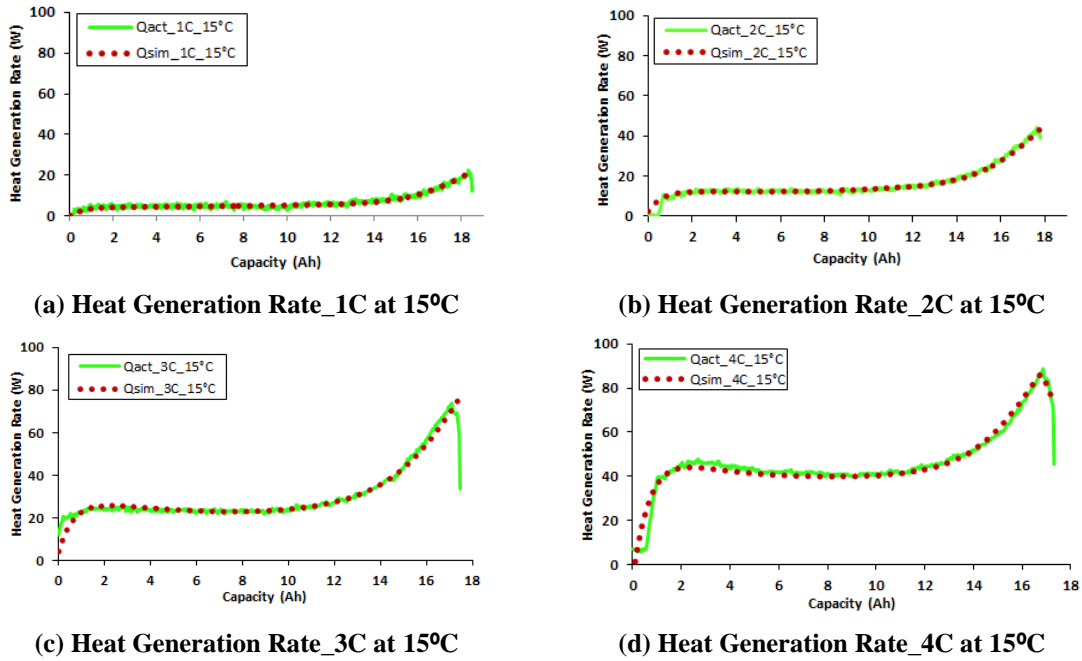 Heat Generation Rate (W)
100
80
60
40
20
0
Qact_1C_15°C
Qsim_1C_15°C
0 2 4 6 8 10 12 14 16 18
Capacity (Ah)
(a) Heat Generation Rate_1C at 15⁰C
Heat Generation Rate (W)
100
80
60
40
20
0
Qact_2C_15°C
Qsim_2C_15°C
0 2 4 6 8 10 12 14 16 18
Capacity (Ah)
(b) Heat Generation Rate_2C at 15⁰C
Heat Generation Rate (W)
100
80
60
40
20
0
Qact_3C_15°C
Qsim_3C_15°C
0 2 4 6 8 10 12 14 16 18
Capacity (Ah)
(c) Heat Generation Rate_3C at 15⁰C
Heat Generation Rate (W)
100
80
60
40
20
0
Qact_4C_15°C
Qsim_4C_15°C
0 2 4 6 8 10 12 14 16 18
Capacity (Ah)
(d) Heat Generation Rate_4C at 15⁰C